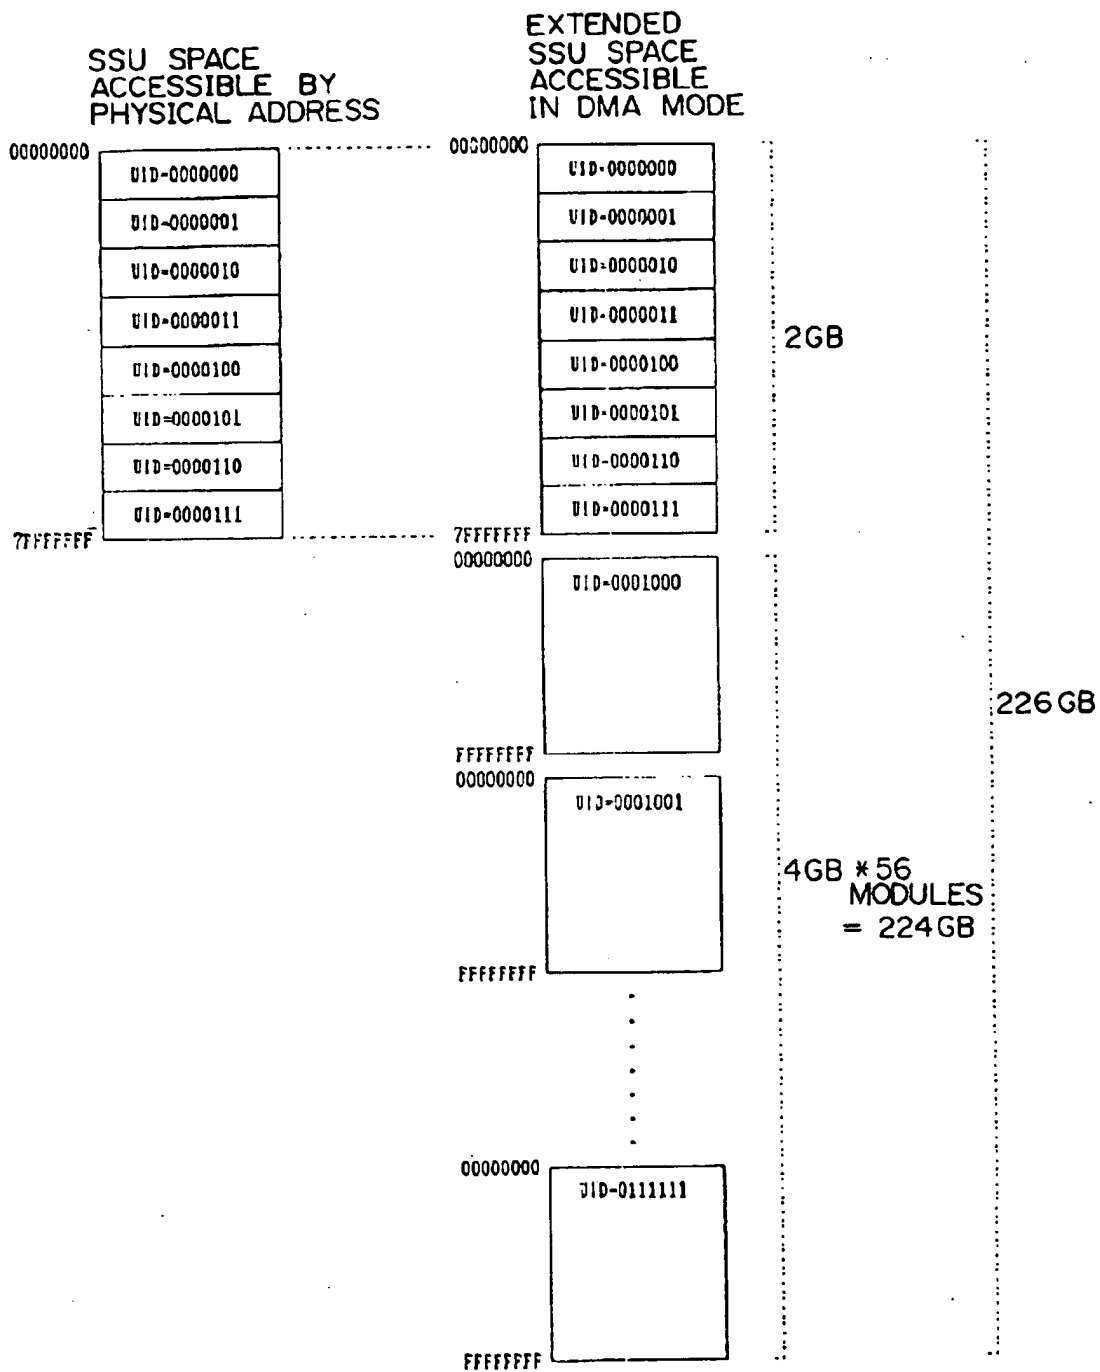 SSU SPACE
ACCESSIBLE BY
PHYSICAL ADDRESS
00000000
UID=0000000
UID=0000001
UID=0000010
UID=0000011
UID=0000100
UID=0000101
UID=0000110
UID=0000111
7FFFFFFF
EXTENDED
SSU SPACE
ACCESSIBLE
IN DMA MODE
00000000
UID=0000000
UID=0000001
UID=0000010
UID=0000011
UID=0000100
UID=0000101
UID=0000110
UID=0000111
7FFFFFFF
2GB
00000000
UID=0001000
FFFFFFFF
00000000
UID=0001001
FFFFFFFF
4GB *56
MODULES
= 224GB
226GB
00000000
UID=0111111
FFFFFFFF